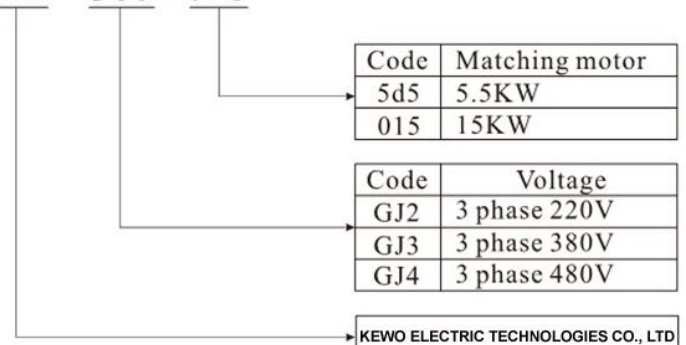 Code Matching motor
5d5 5.5KW
015 15KW
Code Voltage
GJ2 3 phase 220V
GJ3 3 phase 380V
GJ4 3 phase 480V
KEWO ELECTRIC TECHNOLOGIES CO., LTD